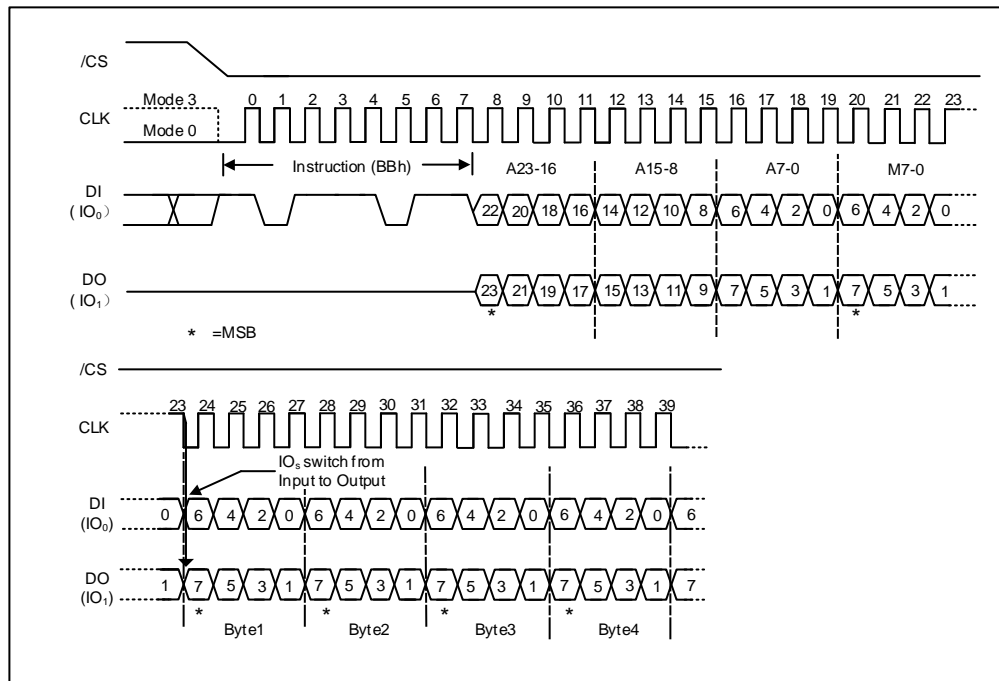 /CS
Mode 3 0 1 2 3 4 5 6 7 8 9 10 11 12 13 14 15 16 17 18 19 20 21 22 23
CLK
Mode 0
Instruction (BBh) A23-16 A15-8 A7-0 M7-0
DI
( IO₀) 22 20 18 16 14 12 10 8 6 4 2 0 6 4 2 0
DO
( IO₁) 23 21 19 17 15 13 11 9 7 5 3 1 7 5 3 1
* *
* =MSB
/CS
23 24 25 26 27 28 29 30 31 32 33 34 35 36 37 38 39
CLK
IOₛ switch from
Input to Output
DI
(IO₀) 0 6 4 2 0 6 4 2 0 6 4 2 0 6 4 2 0 6
DO
(IO₁) 1 7 5 3 1 7 5 3 1 7 5 3 1 7 5 3 1 7
* * * *
Byte1 Byte2 Byte3 Byte4